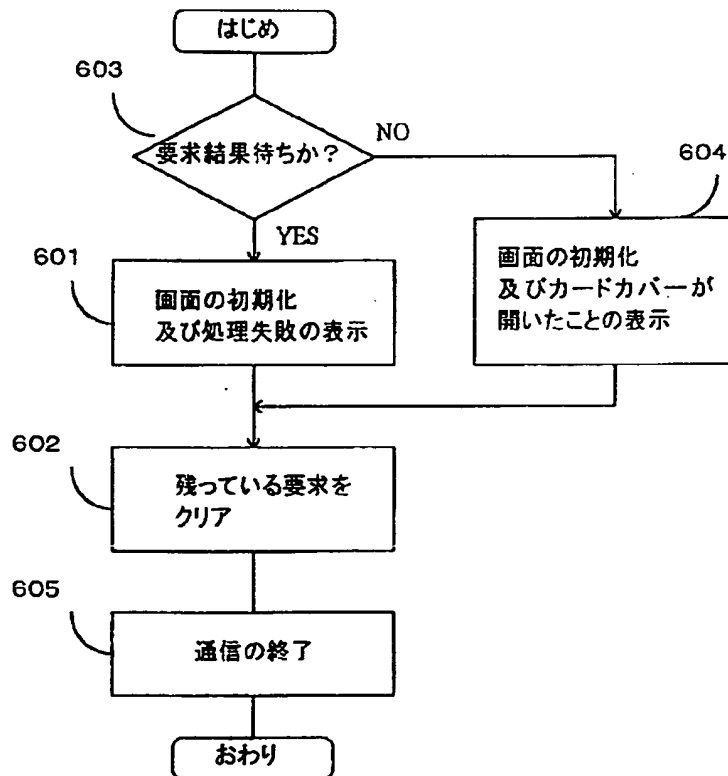 はじめ
603
要求結果待ちか?
NO
604
YES
601
画面の初期化
及び処理失敗の表示
画面の初期化
及びカードカバーが
開いたことの表示
602
残っている要求を
クリア
605
通信の終了
おわり